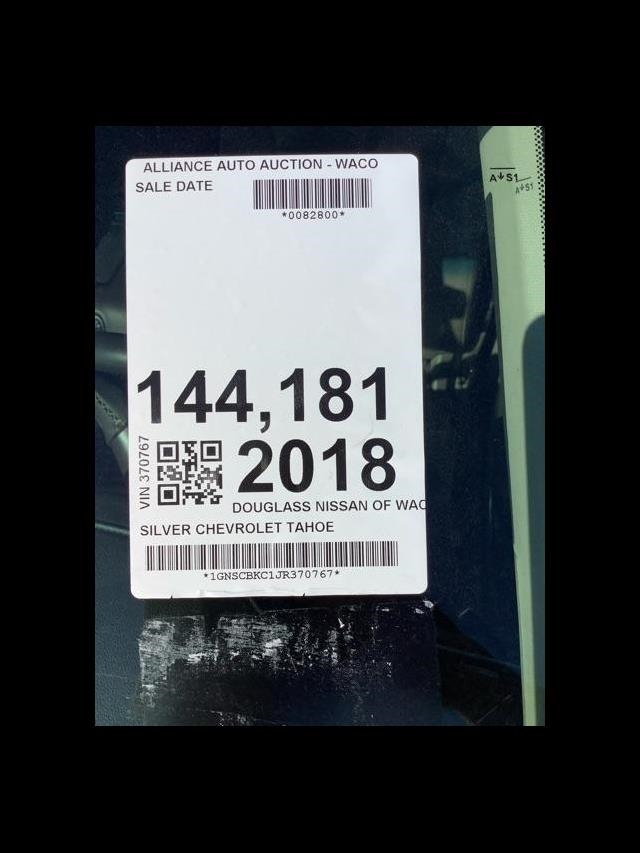 ALLIANCE AUTO AUCTION - WACO
SALE DATE
*0082800*
144,181
VIN 370767
2018
DOUGLASS NISSAN OF WAC
SILVER CHEVROLET TAHOE
*1GNSCBKC1JR370767*
A↓S1
A↓S1